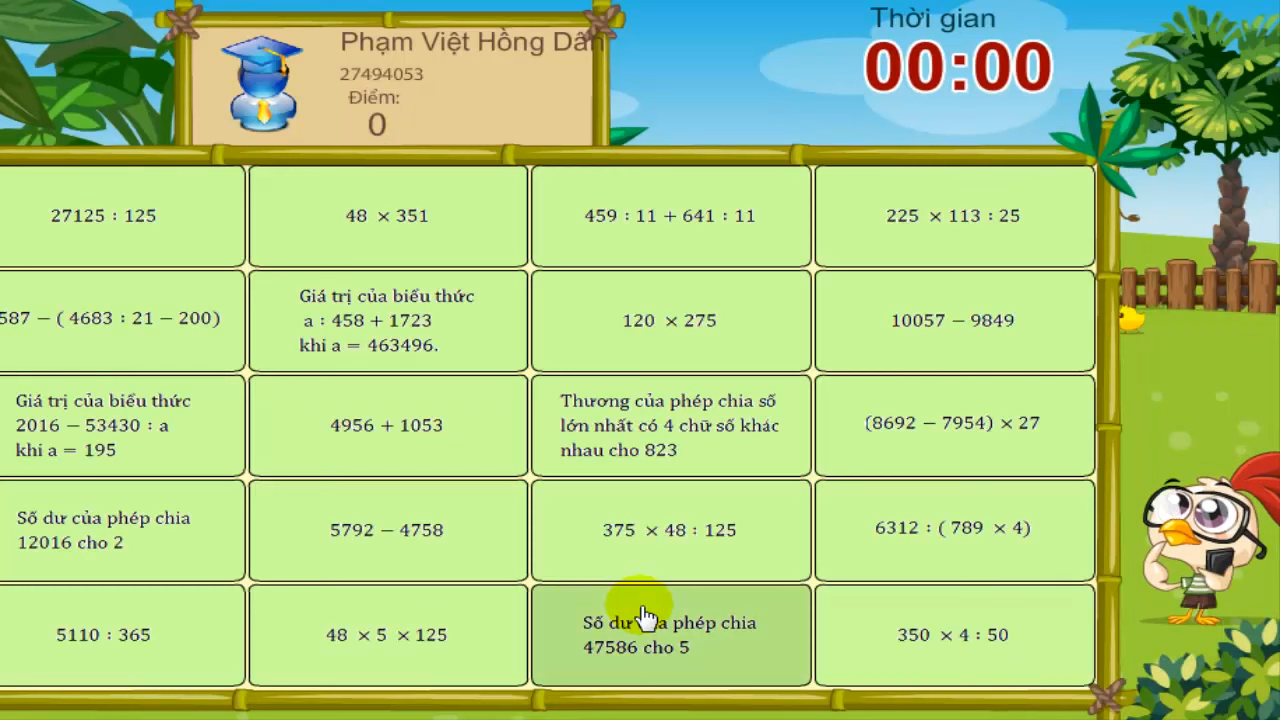 Phạm Việt Hồng Dân
27494053
Điểm:
0
Thời gian
00:00
27125 : 125
48 × 351
459 : 11 + 641 : 11
225 × 113 : 25
587 − ( 4683 : 21 − 200)
Giá trị của biểu thức
a : 458 + 1723
khi a = 463496.
120 × 275
10057 − 9849
Giá trị của biểu thức
2016 − 53430 : a
khi a = 195
4956 + 1053
Thương của phép chia số
lớn nhất có 4 chữ số khác
nhau cho 823
(8692 − 7954) × 27
Số dư của phép chia
12016 cho 2
5792 − 4758
375 × 48 : 125
6312 : ( 789 × 4)
5110 : 365
48 × 5 × 125
Số dư của phép chia
47586 cho 5
350 × 4 : 50